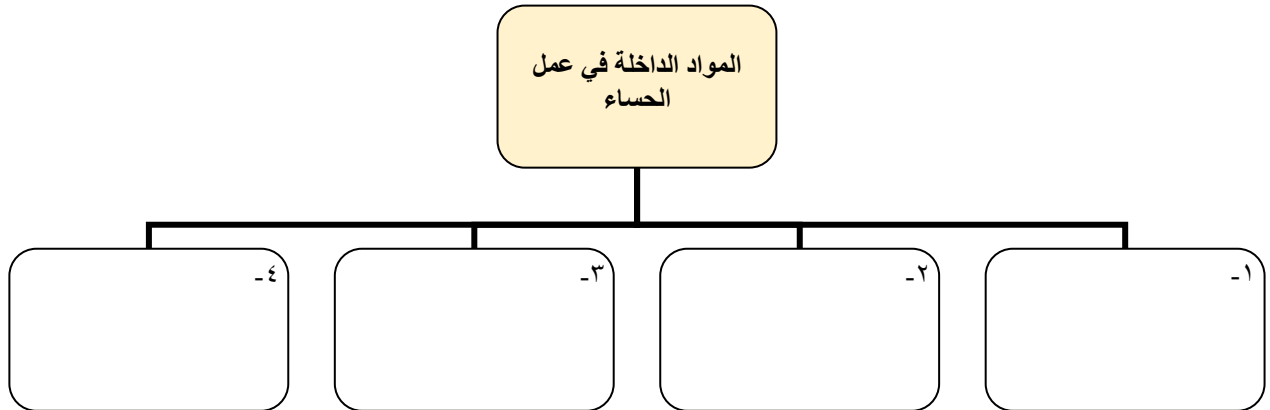 المواد الداخلة في عمل
الحساء
١-
٢-
٣-
٤-